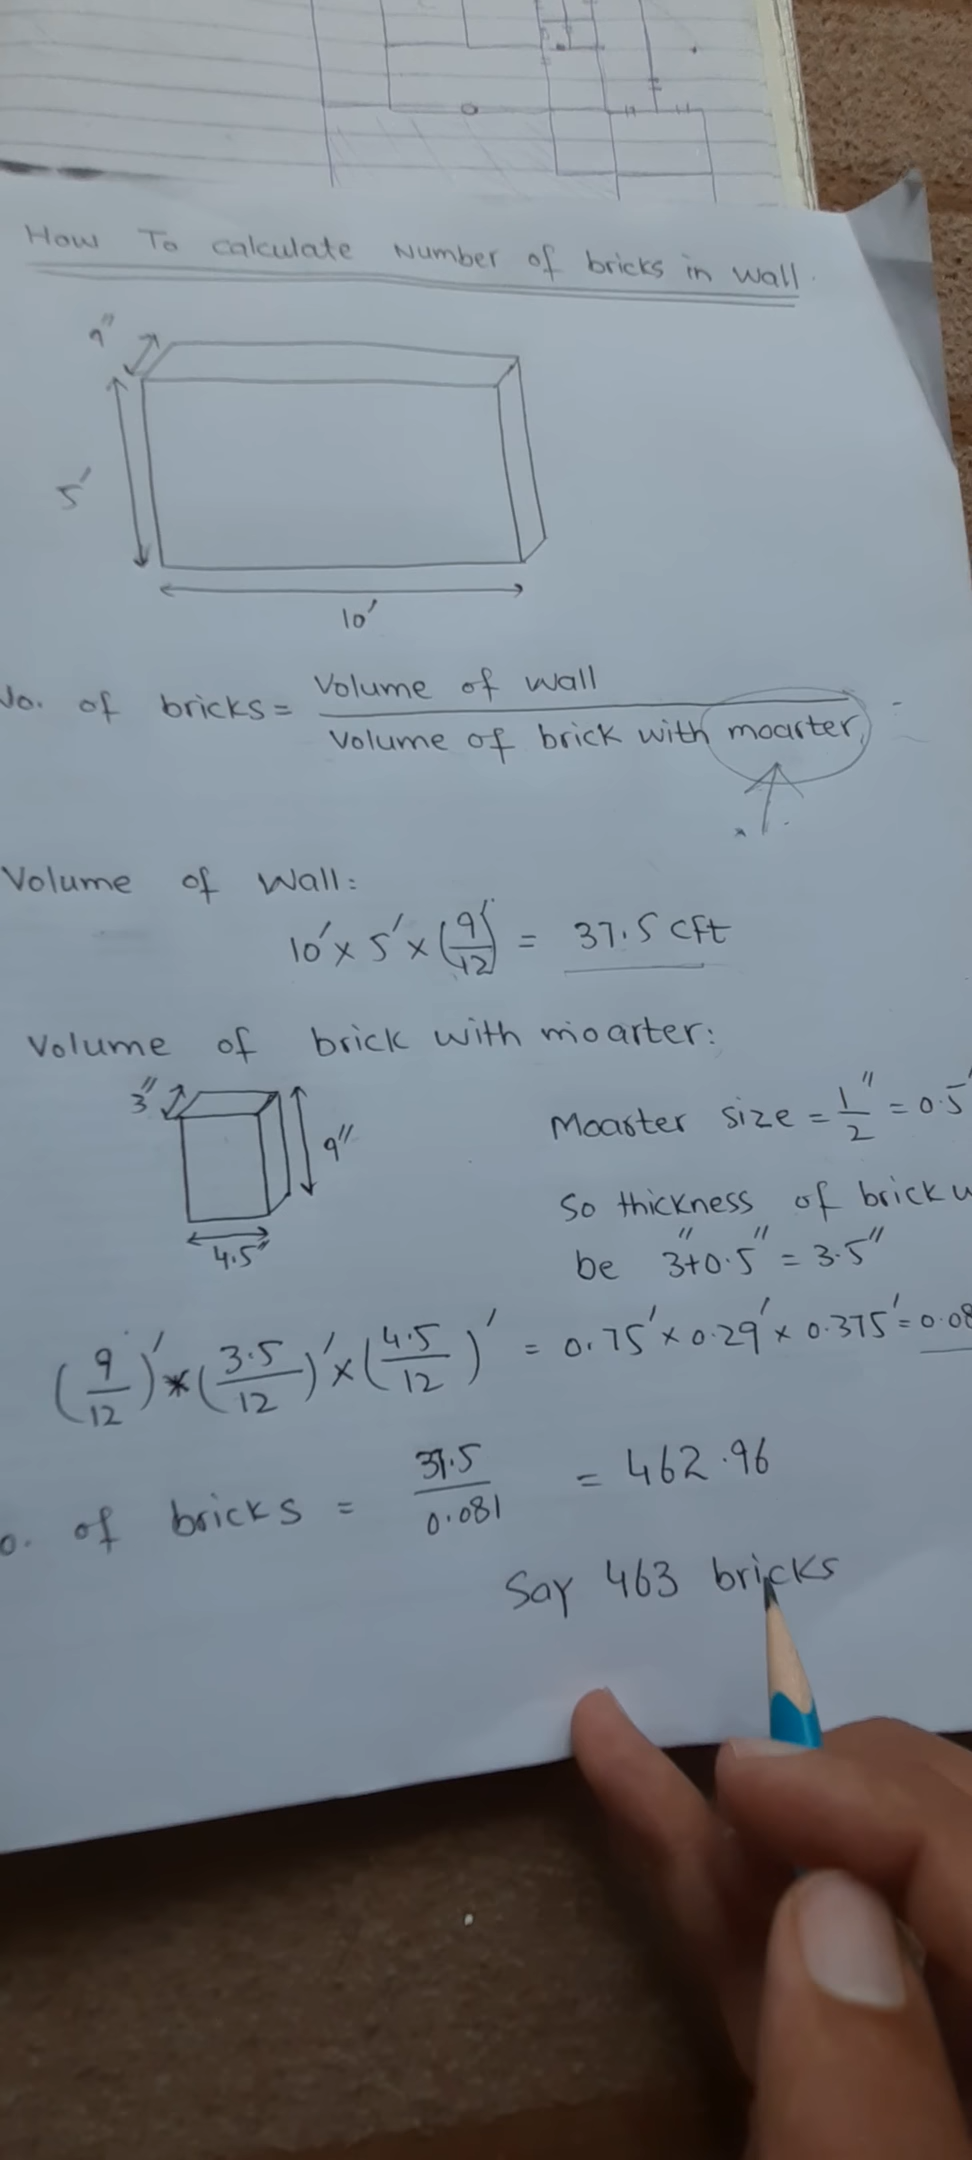 How To calculate Number of bricks in wall
9"
5'
10'
No. of bricks = Volume of wall / Volume of brick with moarter
Volume of wall:
10' x 5' x (9/12)' = 37.5 cft
Volume of brick with moarter:
3"
9"
4.5"
Moarter size = 1/2" = 0.5
So thickness of brick
be 3"+0.5" = 3.5"
(9/12)' * (3.5/12)' x (4.5/12)' = 0.75' x 0.29' x 0.375' = 0.08
o. of bricks = 37.5/0.081 = 462.96
Say 463 bricks